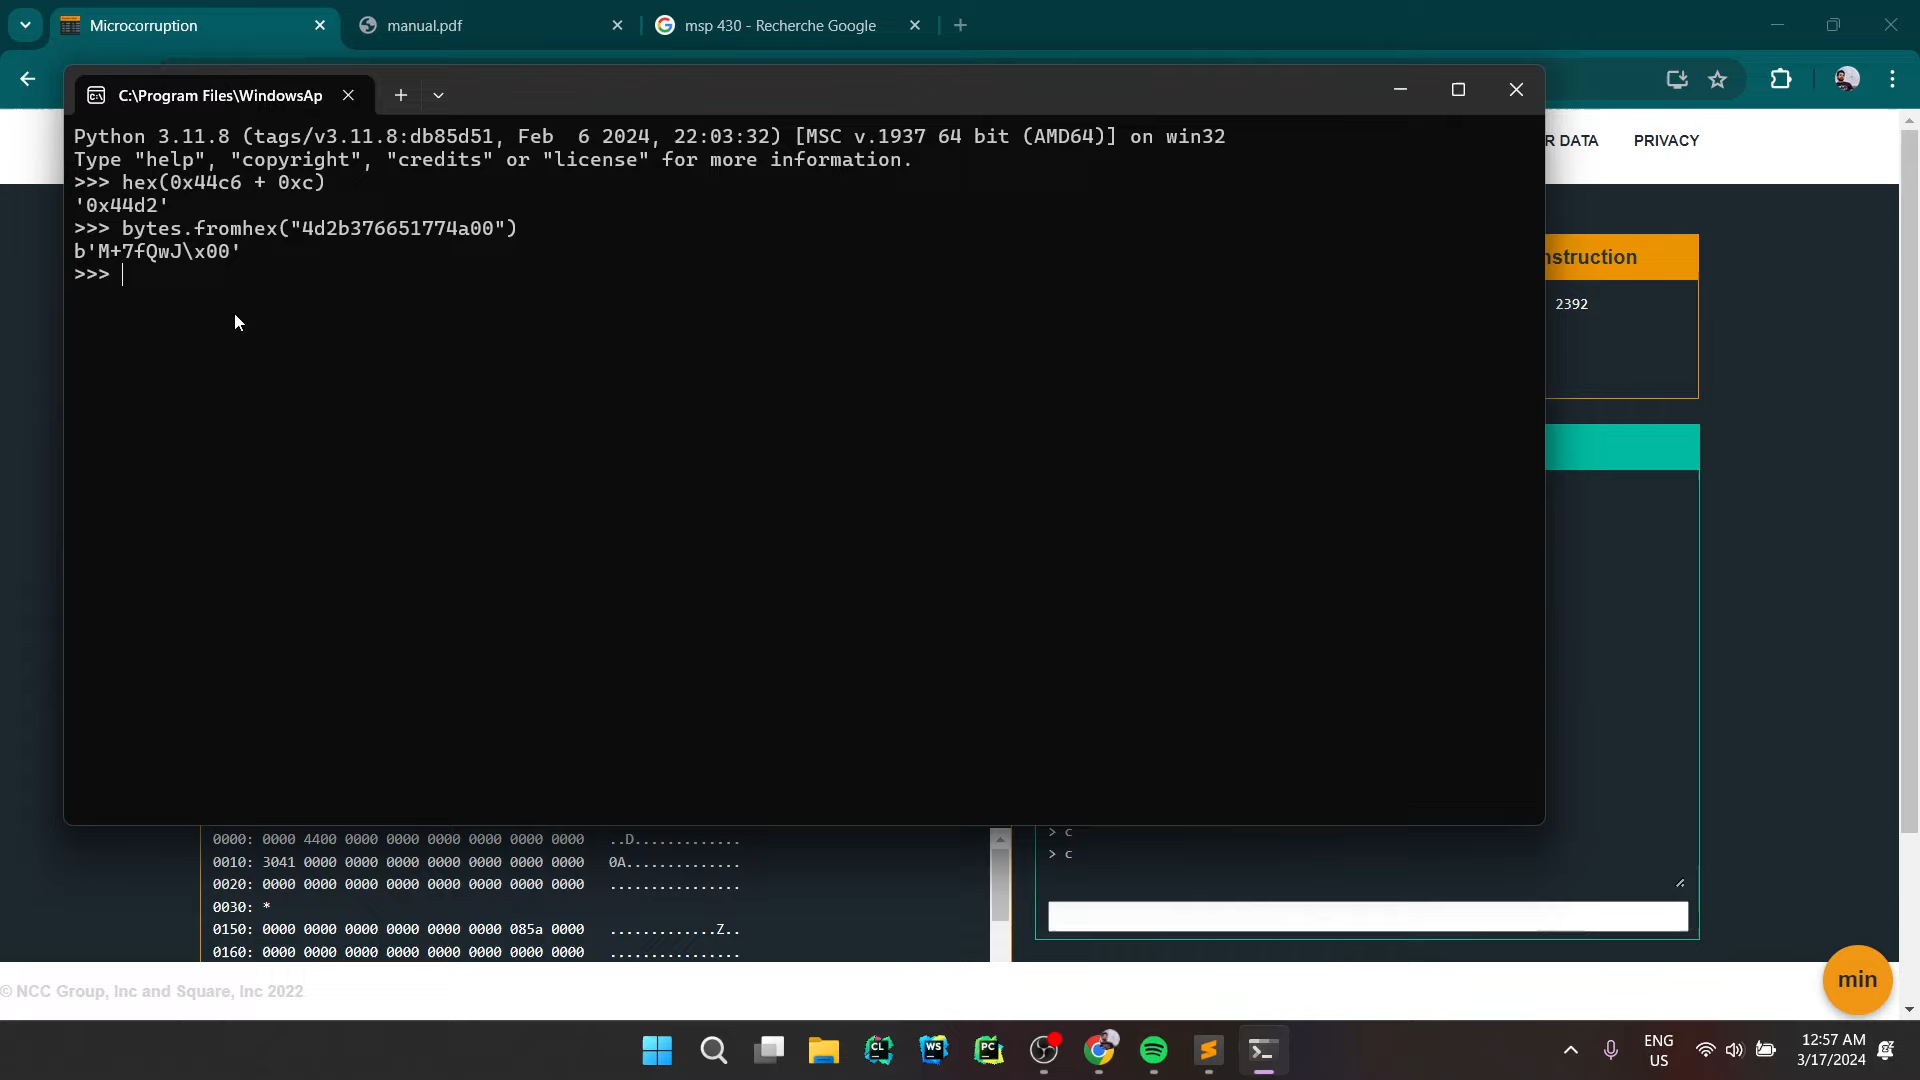 Microcorruption
manual.pdf
msp 430 - Recherche Google
C:\Program Files\WindowsAp
Python 3.11.8 (tags/v3.11.8:db85d51, Feb  6 2024, 22:03:32) [MSC v.1937 64 bit (AMD64)] on win32
Type "help", "copyright", "credits" or "license" for more information.
>>> hex(0x44c6 + 0xc)
'0x44d2'
>>> bytes.fromhex("4d2b376651774a00")
b'M+7fQwJ\x00'
>>>
R DATA
PRIVACY
nstruction
2392
0000: 0000 4400 0000 0000 0000 0000 0000 0000   ..D.............
0010: 3041 0000 0000 0000 0000 0000 0000 0000   0A..............
0020: 0000 0000 0000 0000 0000 0000 0000 0000   ................
0030: *
0150: 0000 0000 0000 0000 0000 0000 085a 0000   .............Z..
0160: 0000 0000 0000 0000 0000 0000 0000 0000   ................
> c
> c
min
© NCC Group, Inc and Square, Inc 2022
CL
WS
PC
ENG
US
12:57 AM
3/17/2024